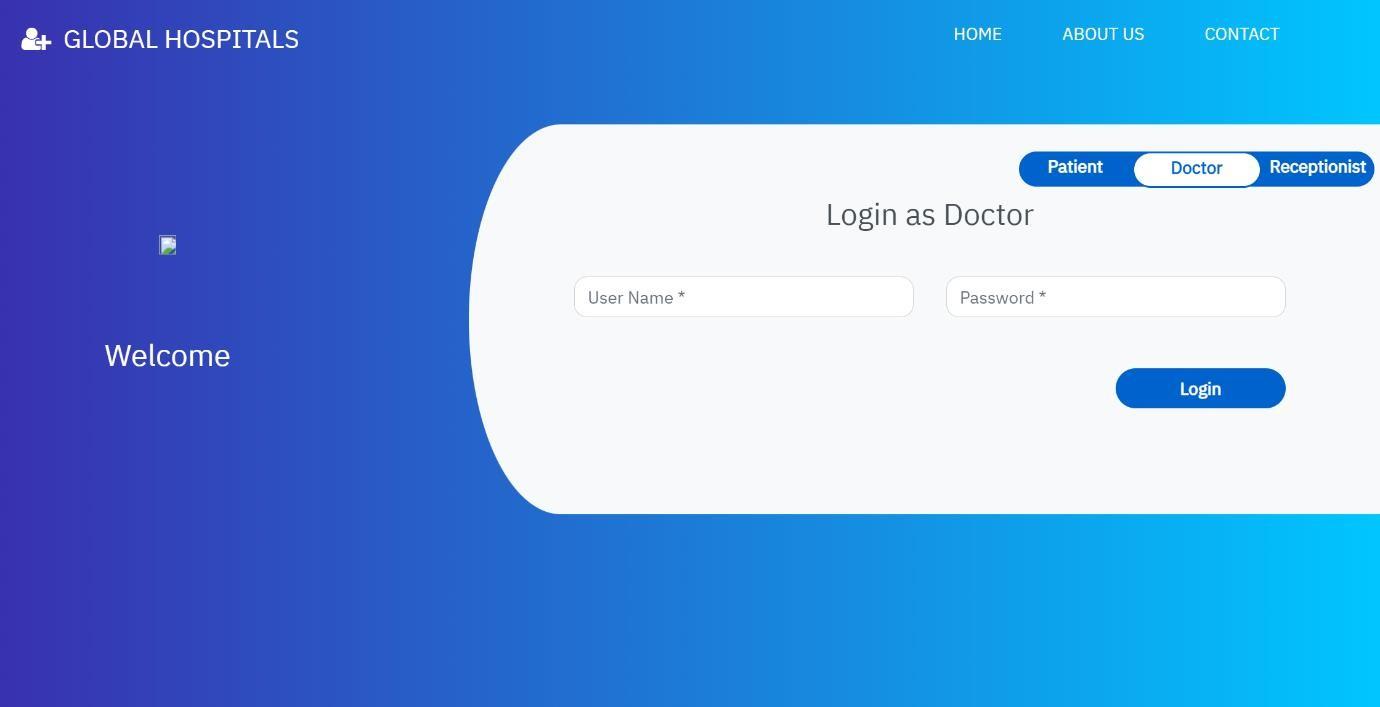 GLOBAL HOSPITALS
HOME ABOUT US CONTACT
Patient Doctor Receptionist
Login as Doctor
User Name * Password *
Welcome
Login